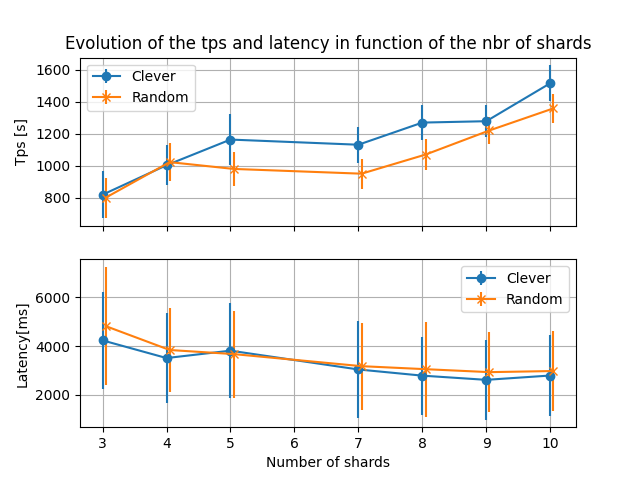 Evolution of the tps and latency in function of the nbr of shards
Tps [s]
1600
1400
1200
1000
800
Clever
Random
Latency[ms]
6000
4000
2000
Clever
Random
3 4 5 6 7 8 9 10
Number of shards